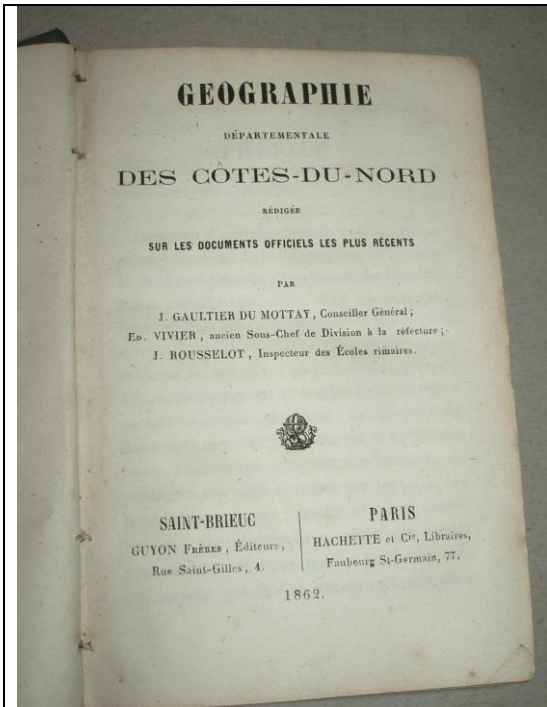 GEOGRAPHIE
DÉPARTEMENTALE
DES CÔTES-DU-NORD
RÉDIGÉE
SUR LES DOCUMENTS OFFICIELS LES PLUS RÉCENTS
PAR
J. GAULTIER DU MOTTAY, Conseiller Général;
ED. VIVIER, ancien Sous-Chef de Division à la réfecture;
J. ROUSSELOT, Inspecteur des Écoles rimaires.
SAINT-BRIEUC
GUYON FRÈRES, Éditeurs,
Rue Saint-Gilles, 4.
PARIS
HACHETTE et Cie, Libraires,
Faubourg St-Germain, 77.
1862.